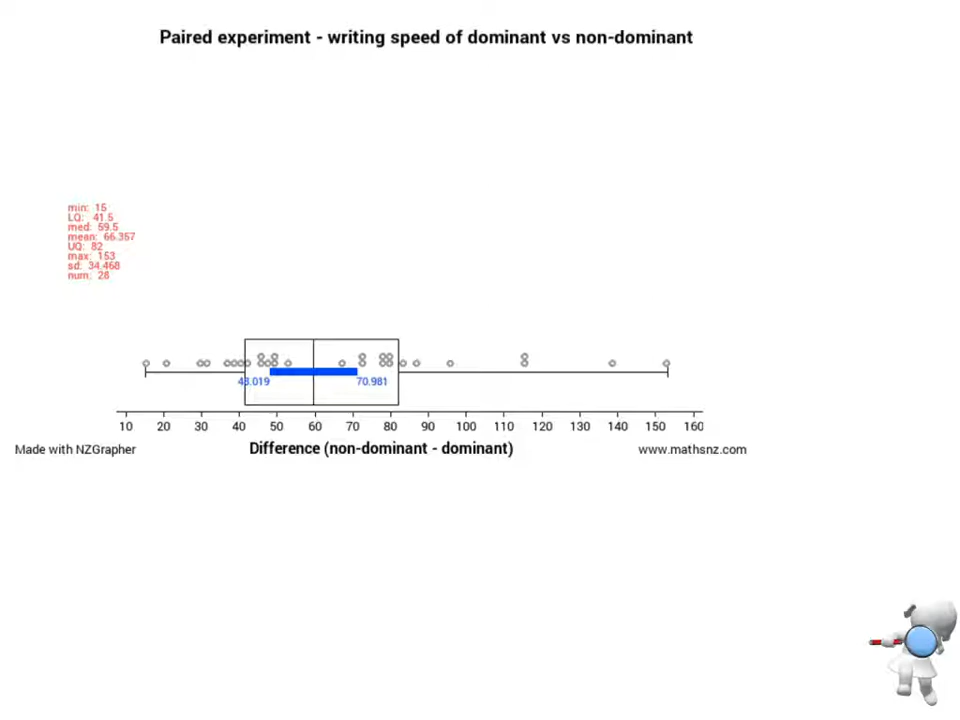 Paired experiment - writing speed of dominant vs non-dominant
min: 15
LQ: 41.5
med: 59.5
mean: 66.357
UQ: 82
max: 153
sd: 34.468
num: 28
48.019 70.981
10 20 30 40 50 60 70 80 90 100 110 120 130 140 150 160
Made with NZGrapher Difference (non-dominant - dominant) www.mathsnz.com